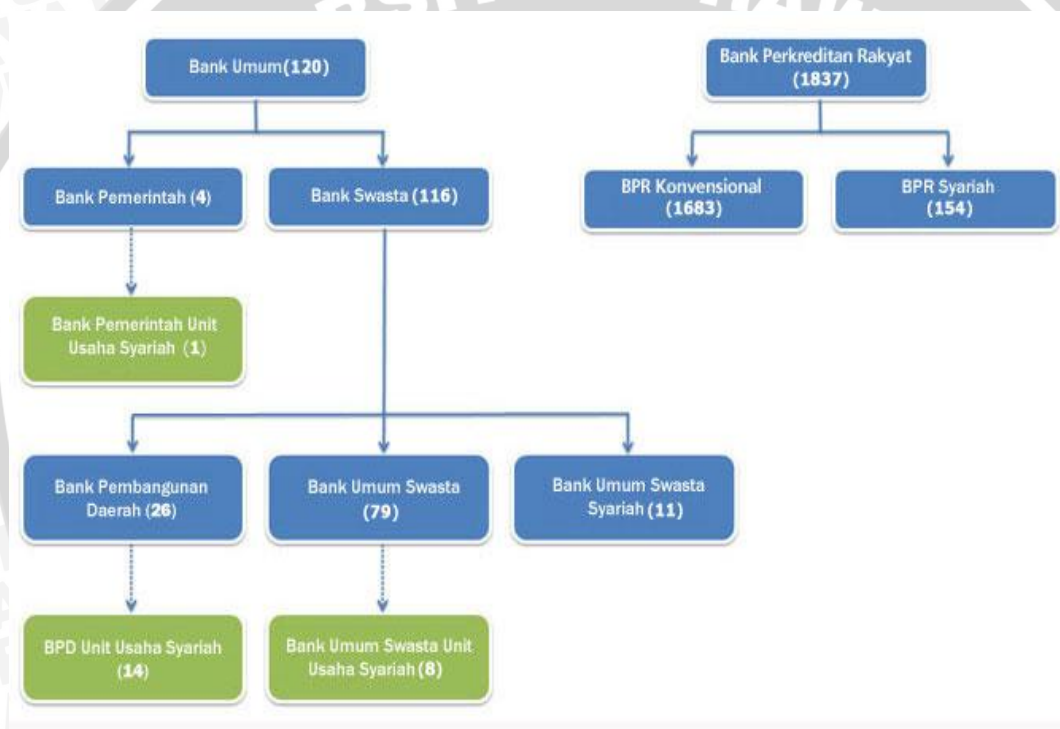 Bank Umum(120)
Bank Perkreditan Rakyat
(1837)
Bank Pemerintah (4)
Bank Swasta (116)
BPR Konvensional
(1683)
BPR Syariah
(154)
Bank Pemerintah Unit
Usaha Syariah (1)
Bank Pembangunan
Daerah (26)
Bank Umum Swasta
(79)
Bank Umum Swasta
Syariah (11)
BPD Unit Usaha Syariah
(14)
Bank Umum Swasta Unit
Usaha Syariah (8)